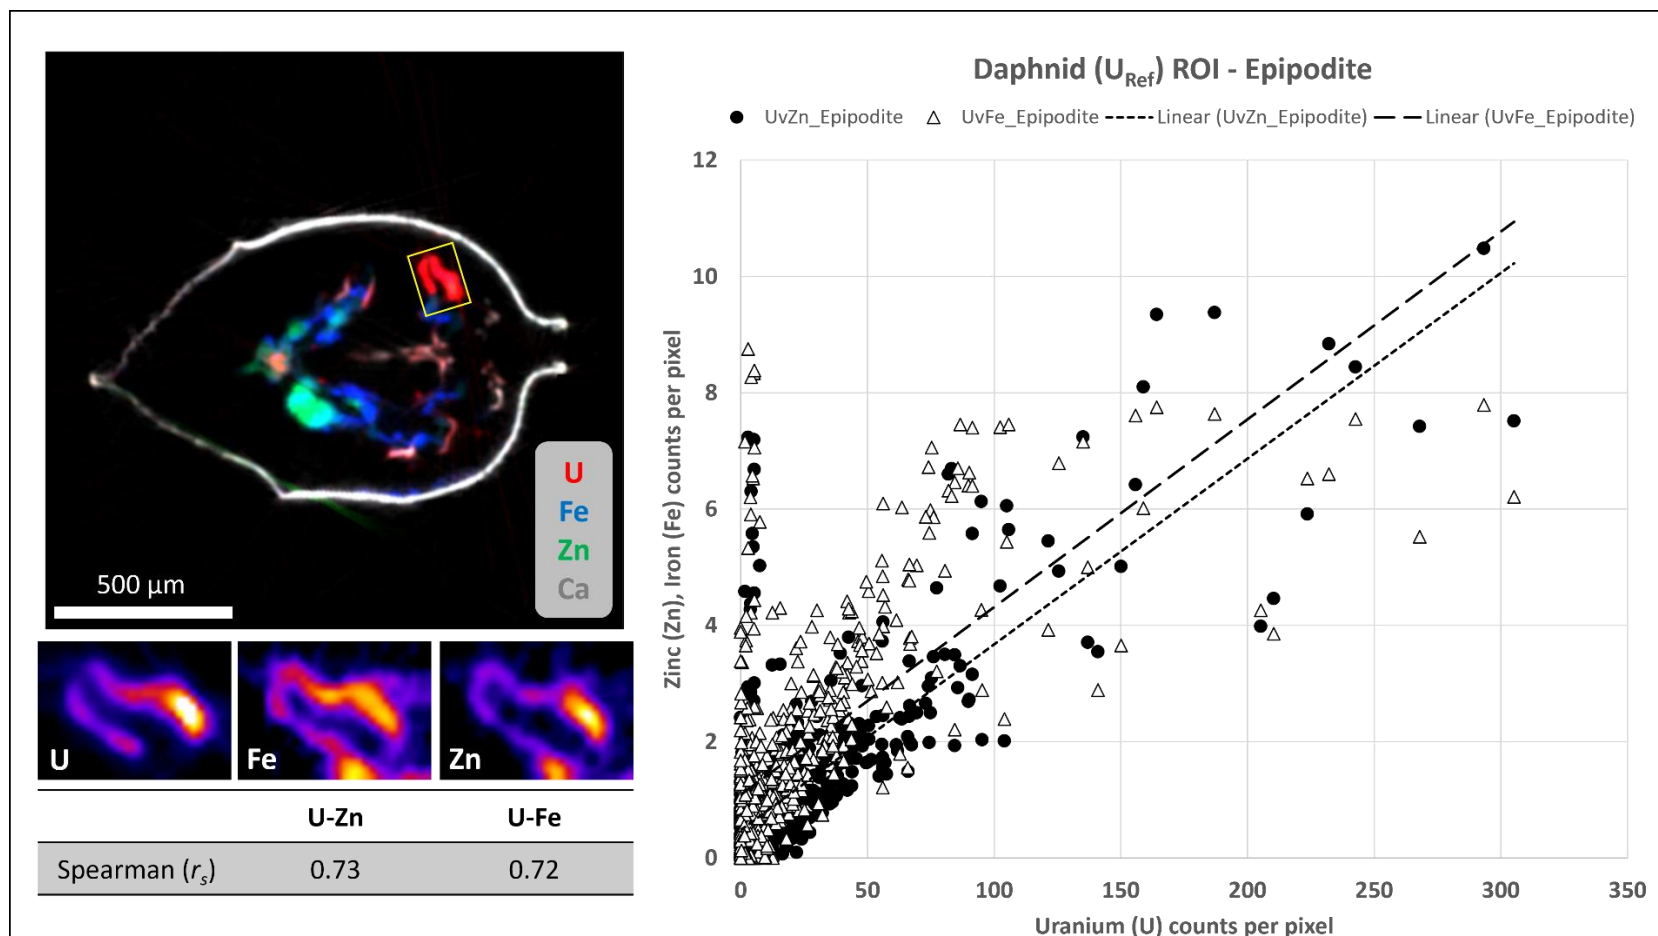 U
Fe
Zn
Ca
500 µm
U
Fe
Zn
U-Zn U-Fe
Spearman (rs) 0.73 0.72
Daphnid (URef) ROI - Epipodite
UvZn_Epipodite UvFe_Epipodite Linear (UvZn_Epipodite) Linear (UvFe_Epipodite)
Zinc (Zn), Iron (Fe) counts per pixel
12
10
8
6
4
2
0
0 50 100 150 200 250 300 350
Uranium (U) counts per pixel